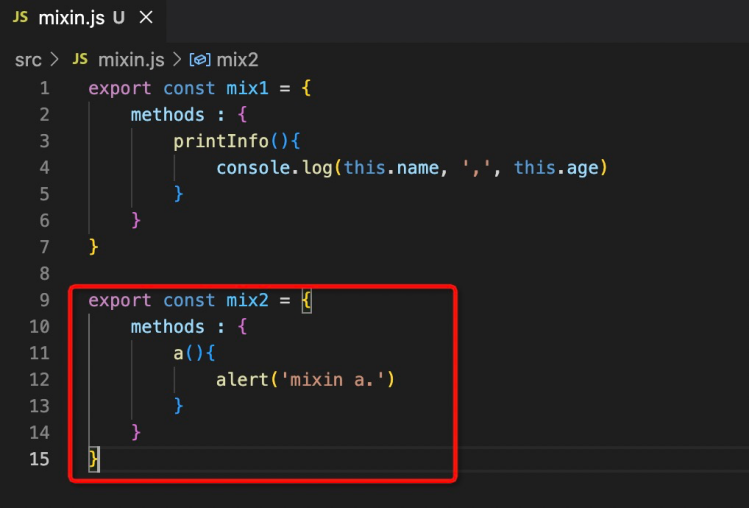 JS mixin.js U ×
src > JS mixin.js > mix2
1 export const mix1 = {
2 methods : {
3 printInfo(){
4 console.log(this.name, ',', this.age)
5 }
6 }
7 }
8
9 export const mix2 = {
10 methods : {
11 a(){
12 alert('mixin a.')
13 }
14 }
15 }